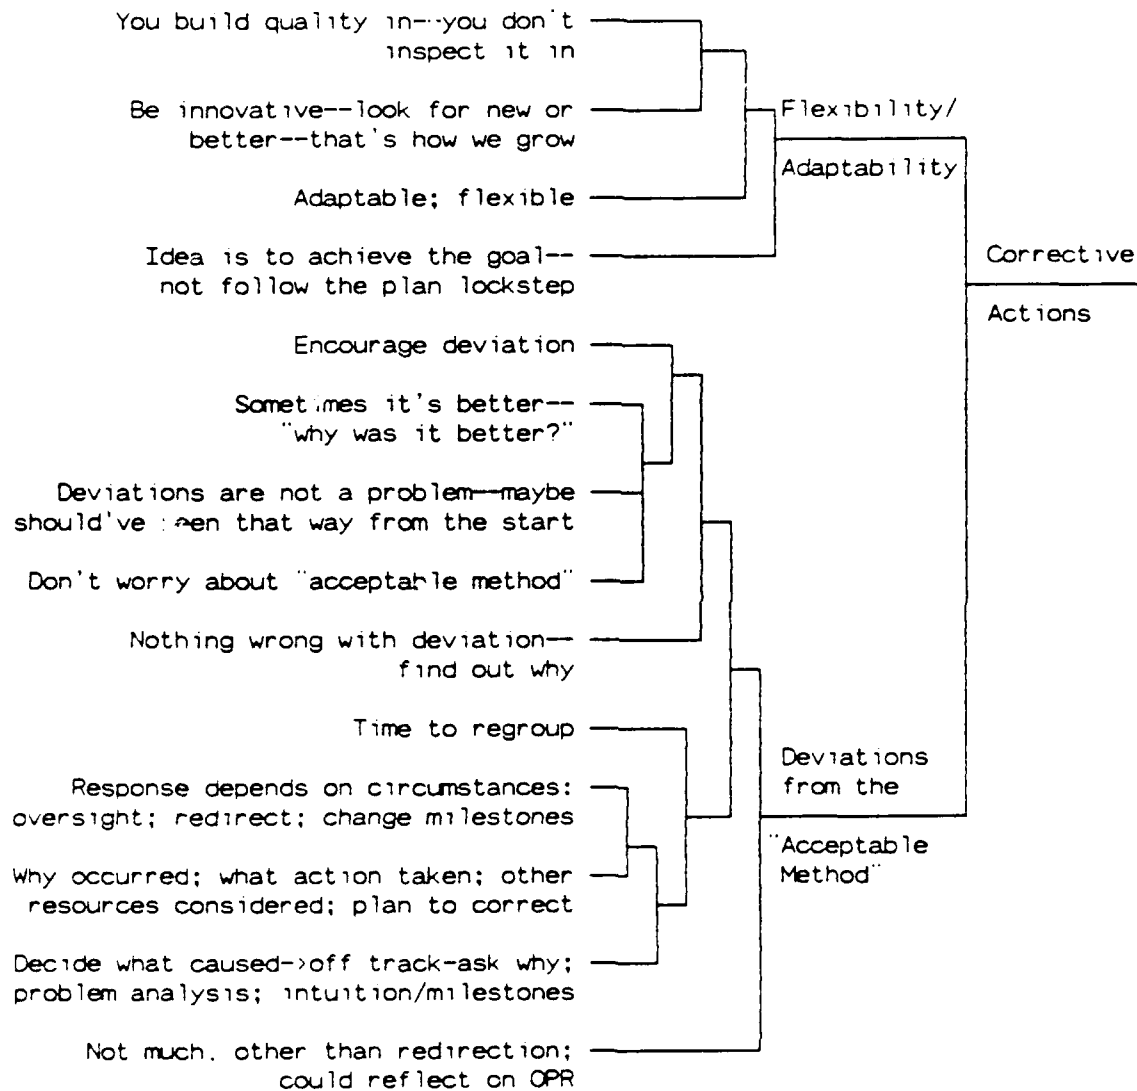 You build quality in--you don't
inspect it in
Be innovative--look for new or
better--that's how we grow
Adaptable; flexible
Idea is to achieve the goal--
not follow the plan lockstep
Encourage deviation
Sometimes it's better--
"why was it better?"
Deviations are not a problem--maybe
should've been that way from the start
Don't worry about "acceptable method"
Nothing wrong with deviation--
find out why
Time to regroup
Response depends on circumstances:
oversight; redirect; change milestones
Why occurred; what action taken; other
resources considered; plan to correct
Decide what caused->off track-ask why;
problem analysis; intuition/milestones
Not much, other than redirection;
could reflect on OPR
Flexibility/
Adaptability
Corrective
Actions
Deviations
from the
"Acceptable
Method"